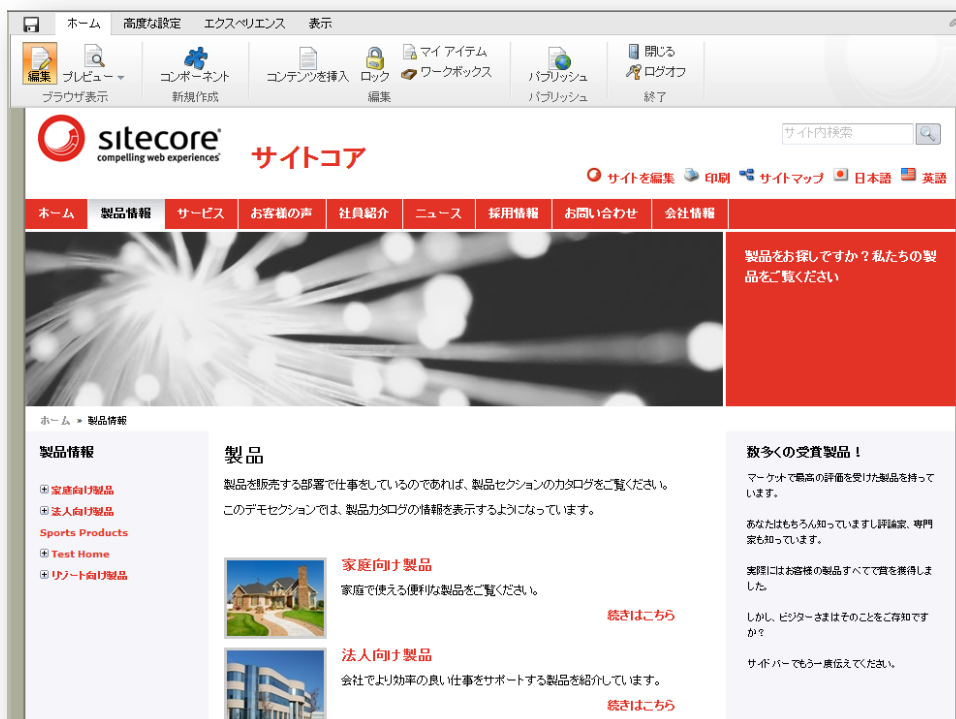 ホーム 高度な設定 エクスペリエンス 表示
編集 プレビュー コンポーネント コンテンツを挿入 ロック マイ アイテム ワークボックス パブリッシュ 閉じる ログオフ
ブラウザ表示 新規作成 編集 パブリッシュ 終了
sitecore
compelling web experiences
サイトコア
サイト内検索
サイトを編集 印刷 サイトマップ 日本語 英語
ホーム 製品情報 サービス お客様の声 社員紹介 ニュース 採用情報 お問い合わせ 会社情報
製品をお探しですか？私たちの製
品をご覧ください
ホーム » 製品情報
製品情報
家庭向け製品
法人向け製品
Sports Products
Test Home
リゾート向け製品
製品
製品を販売する部署で仕事をしているのであれば、製品セクションのカタログをご覧ください。
このデモセクションでは、製品カタログの情報を表示するようになっています。
家庭向け製品
家庭で使える便利な製品をご覧ください。
続きはこちら
法人向け製品
会社でより効率の良い仕事をサポートする製品を紹介しています。
続きはこちら
数多くの受賞製品！
マーケットで最高の評価を受けた製品を持って
います。
あなたはもちろん知っていますし評論家、専門
家も知っています。
実際にはお客様の製品すべてで賞を獲得しま
した。
しかし、ビジターさまはそのことをご存知です
か？
サイドバーでもう一度伝えてください。